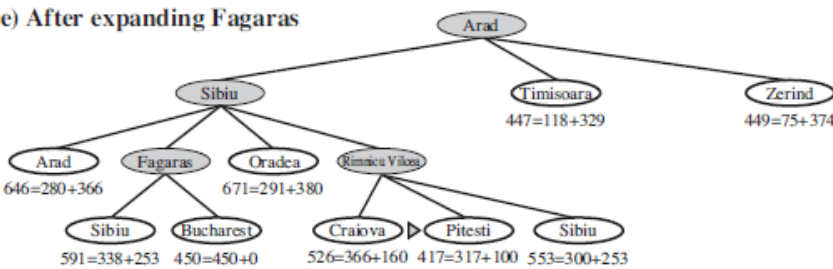 e) After expanding Fagaras
Arad
Sibiu
Timisoara
Zerind
447=118+329
449=75+374
Arad
Fagaras
Oradea
Rimnicu Vilcea
646=280+366
671=291+380
Sibiu
Bucharest
Craiova
Pitesti
Sibiu
591=338+253
450=450+0
526=366+160
417=317+100
553=300+253